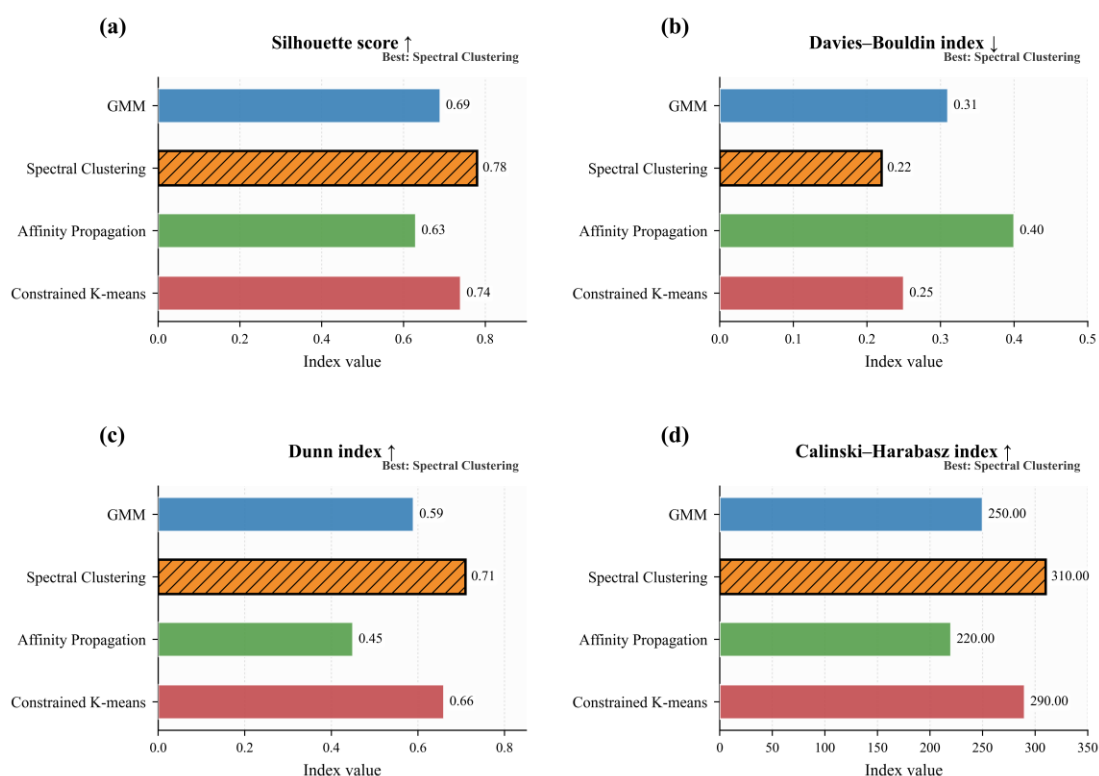 (a)
Silhouette score ↑
Best: Spectral Clustering
GMM
0.69
Spectral Clustering
0.78
Affinity Propagation
0.63
Constrained K-means
0.74
0.0 0.2 0.4 0.6 0.8
Index value
(b)
Davies–Bouldin index ↓
Best: Spectral Clustering
GMM
0.31
Spectral Clustering
0.22
Affinity Propagation
0.40
Constrained K-means
0.25
0.0 0.1 0.2 0.3 0.4 0.5
Index value
(c)
Dunn index ↑
Best: Spectral Clustering
GMM
0.59
Spectral Clustering
0.71
Affinity Propagation
0.45
Constrained K-means
0.66
0.0 0.2 0.4 0.6 0.8
Index value
(d)
Calinski–Harabasz index ↑
Best: Spectral Clustering
GMM
250.00
Spectral Clustering
310.00
Affinity Propagation
220.00
Constrained K-means
290.00
0 50 100 150 200 250 300 350
Index value